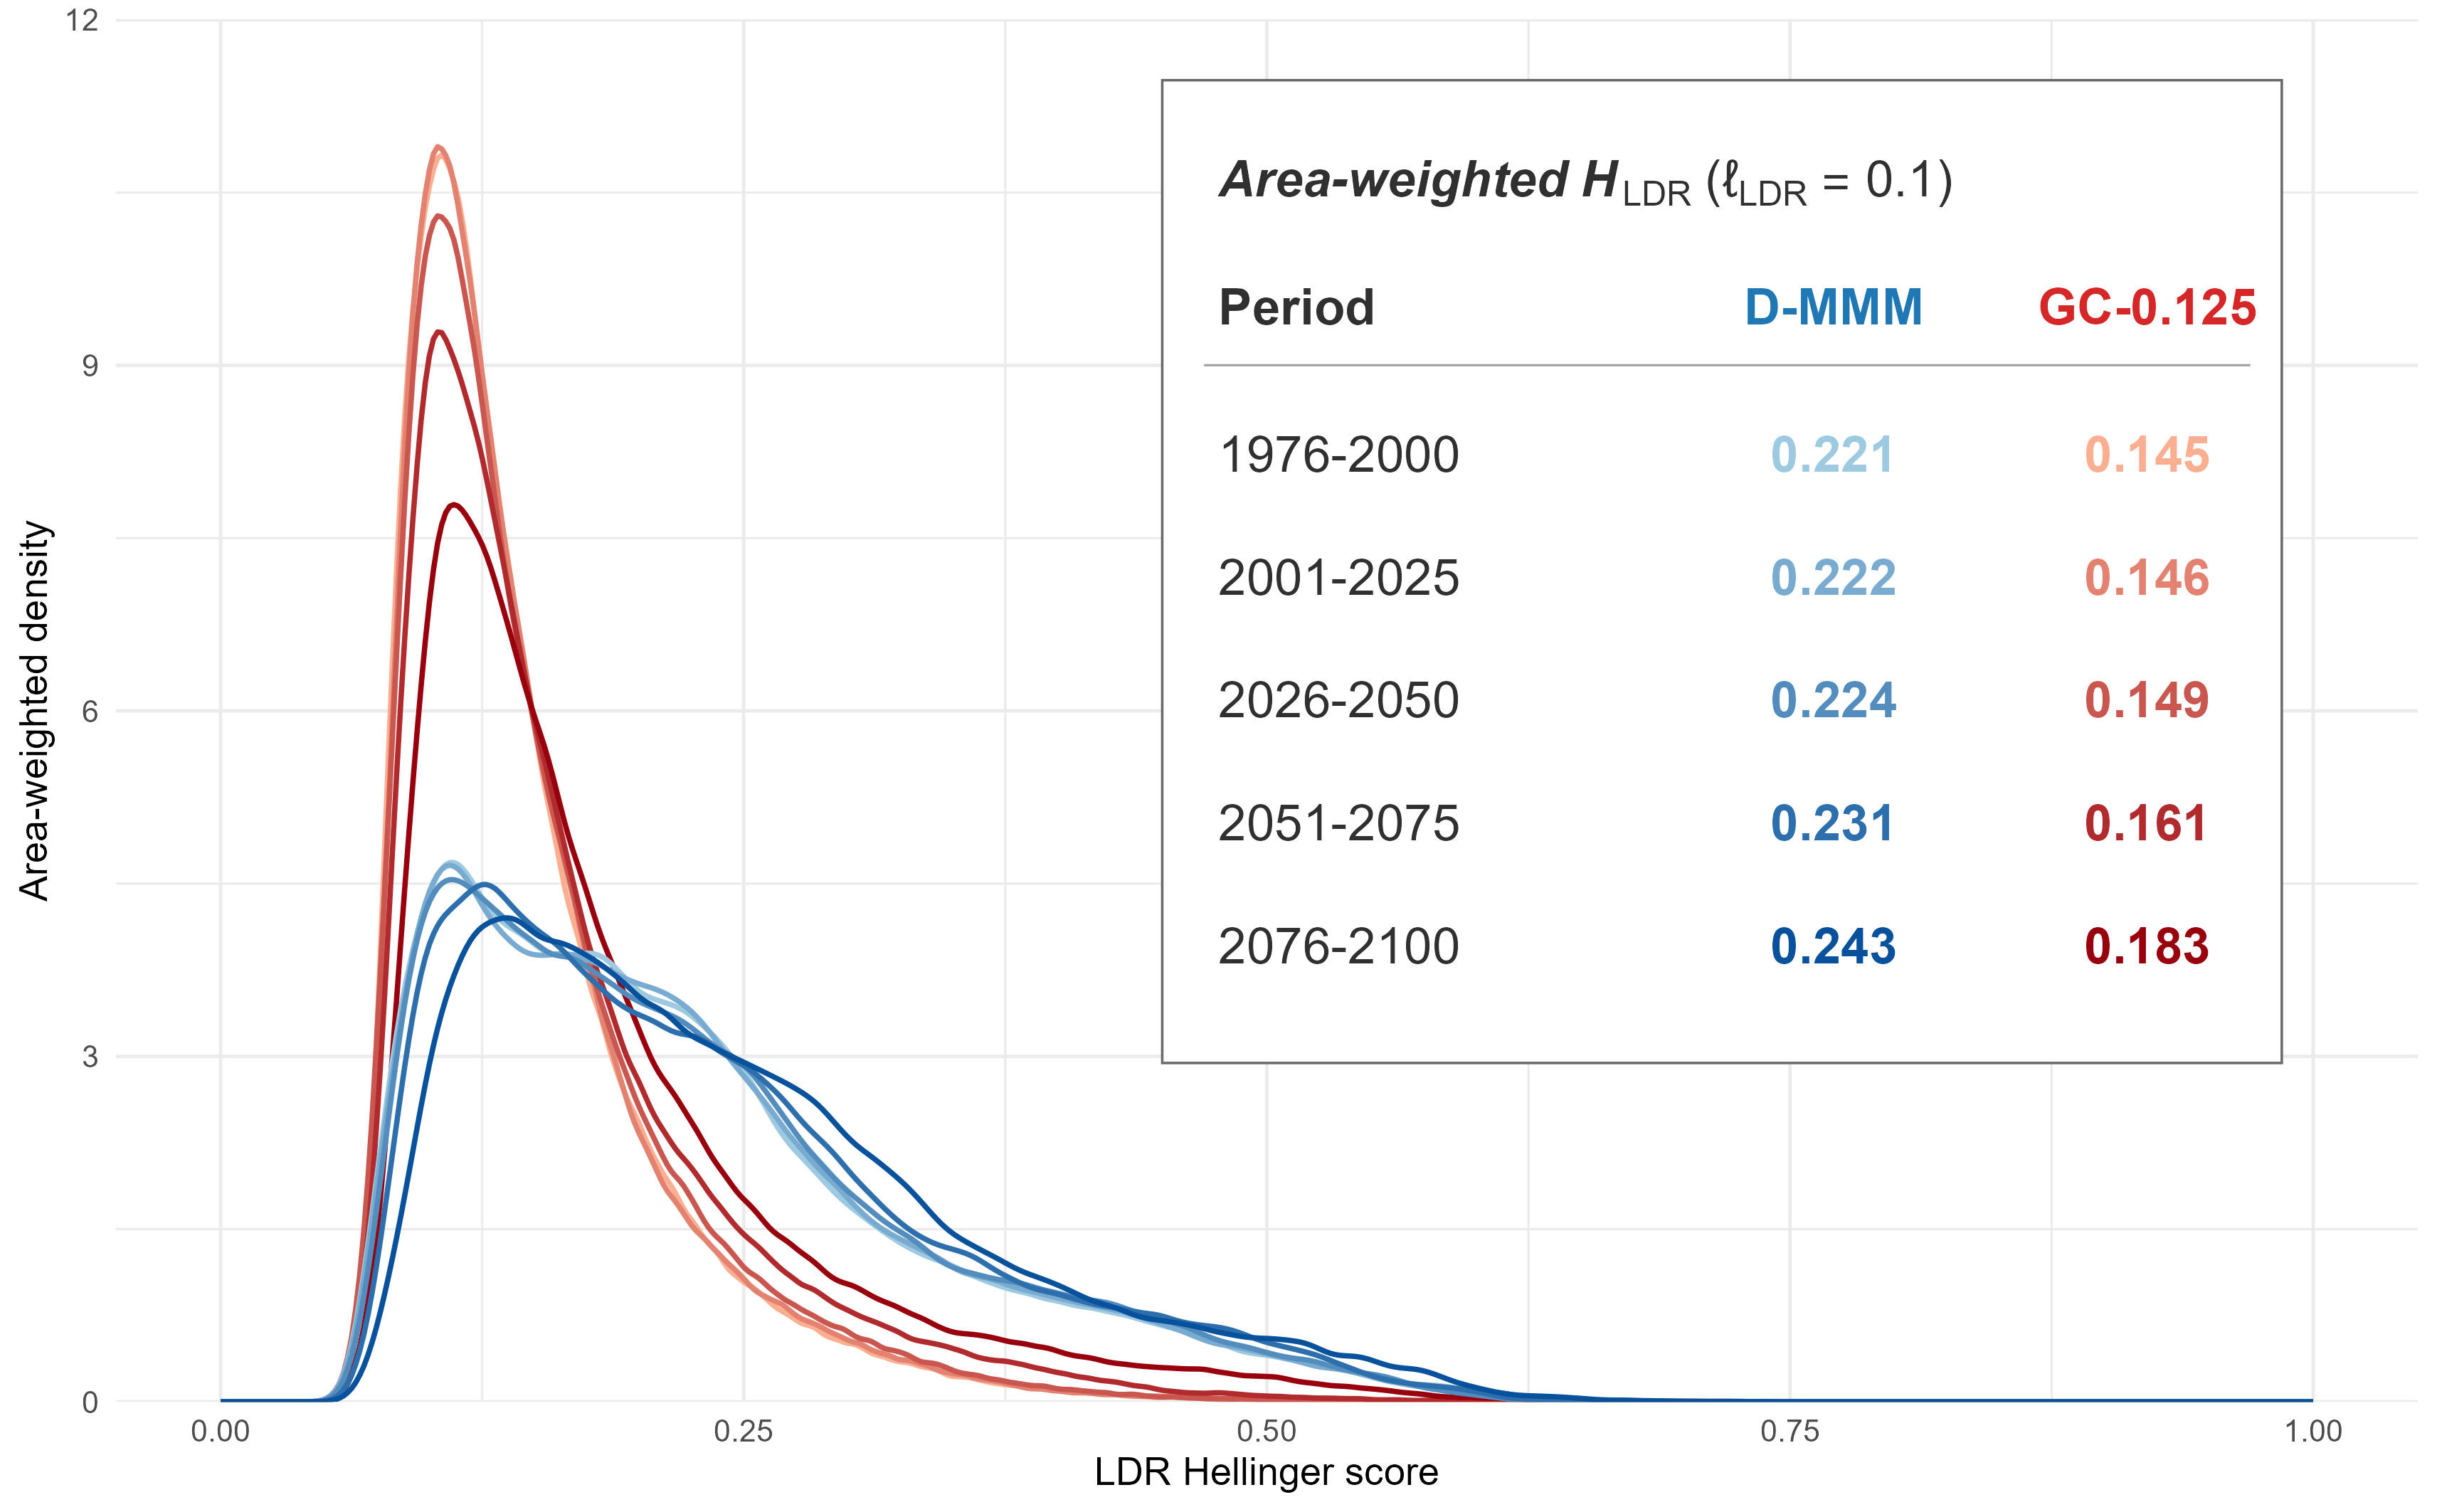 12
9
6
3
0
Area-weighted density
0.00 0.25 0.50 0.75 1.00
LDR Hellinger score
Area-weighted H LDR (ℓLDR = 0.1)
Period D-MMM GC-0.125
1976-2000 0.221 0.145
2001-2025 0.222 0.146
2026-2050 0.224 0.149
2051-2075 0.231 0.161
2076-2100 0.243 0.183